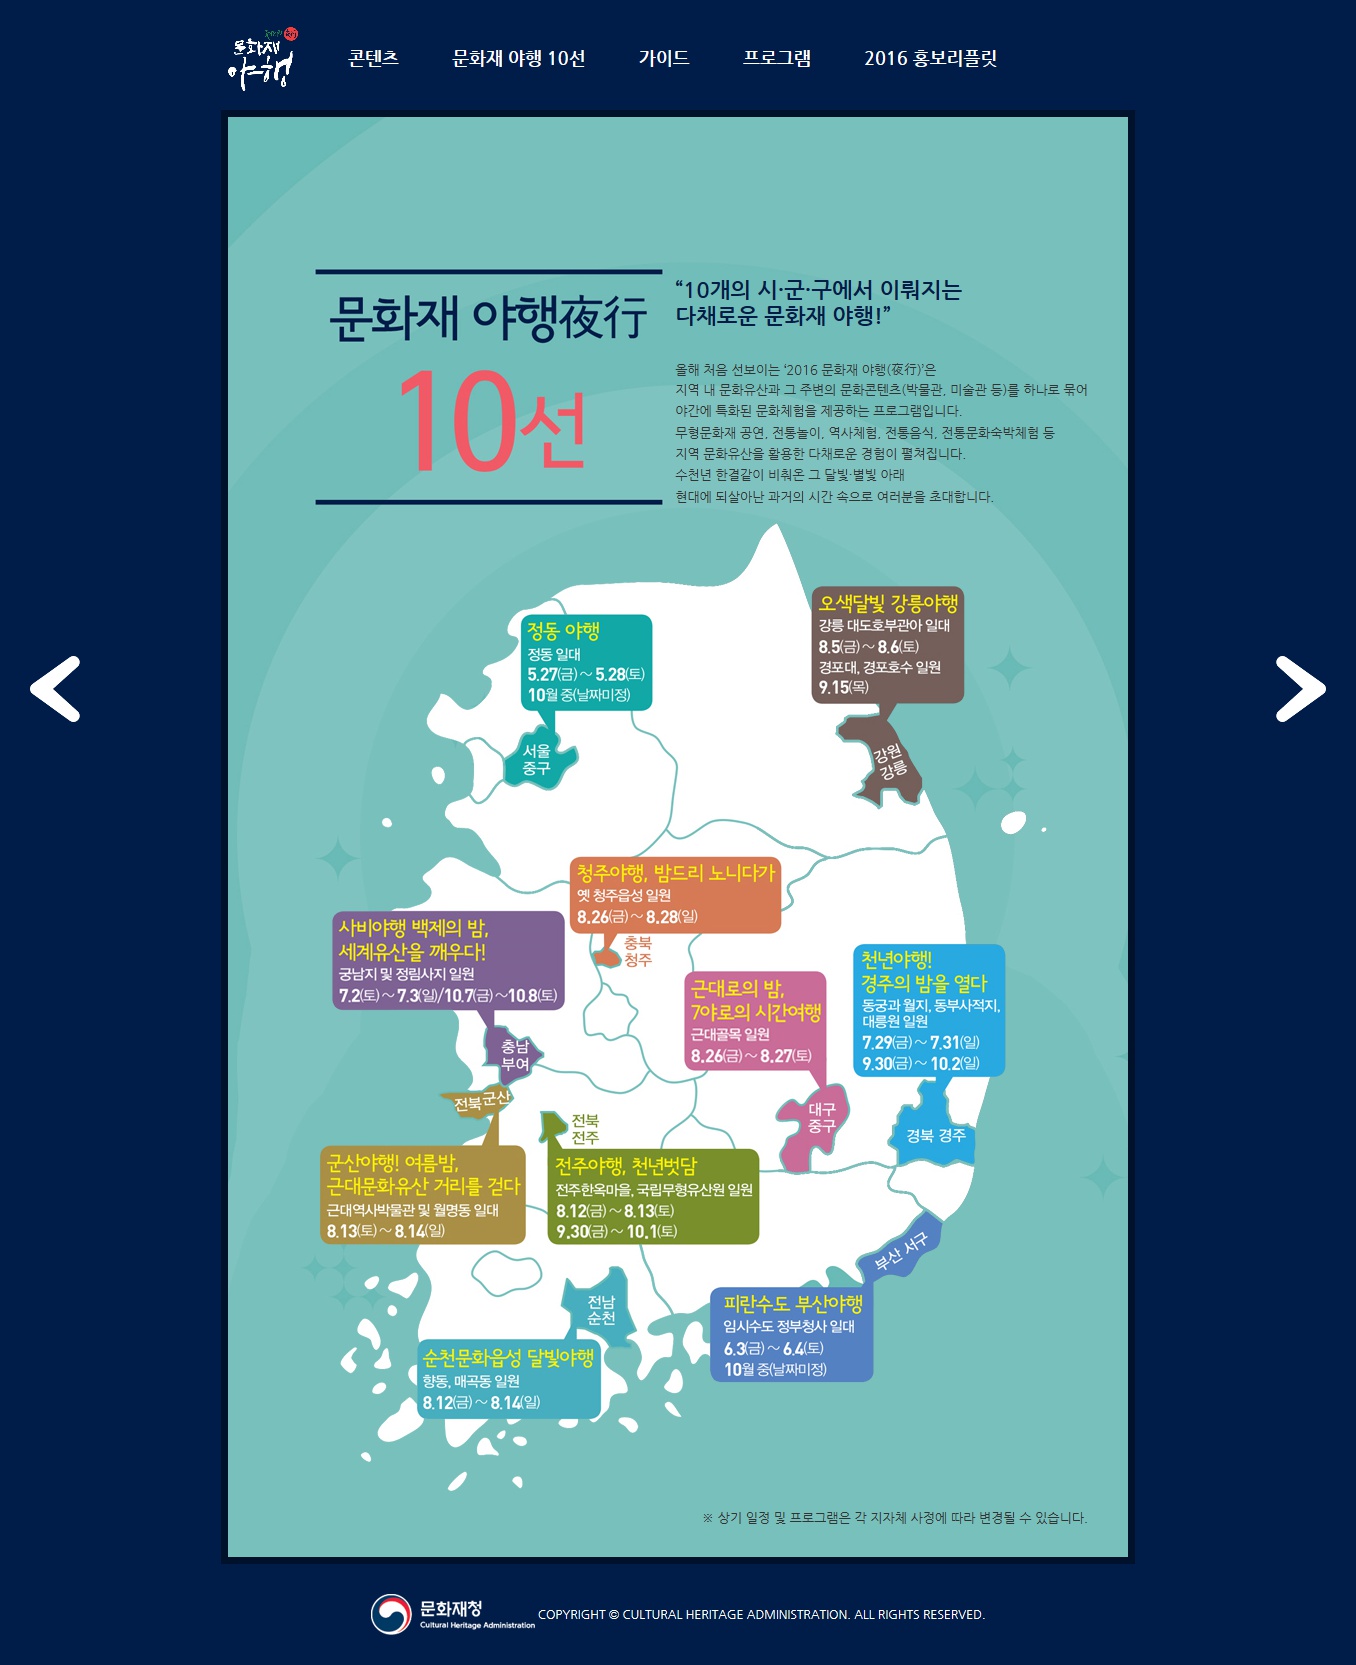 문화재
야행
콘텐츠
문화재 야행 10선
가이드
프로그램
2016 홍보리플릿
문화재 야행夜行
10선
“10개의 시·군·구에서 이뤄지는
다채로운 문화재 야행!”
올해 처음 선보이는 ‘2016 문화재 야행(夜行)’은
지역 내 문화유산과 그 주변의 문화콘텐츠(박물관, 미술관 등)를 하나로 묶어
야간에 특화된 문화체험을 제공하는 프로그램입니다.
무형문화재 공연, 전통놀이, 역사체험, 전통음식, 전통문화숙박체험 등
지역 문화유산을 활용한 다채로운 경험이 펼쳐집니다.
수천년 한결같이 비춰온 그 달빛·별빛 아래
현대에 되살아난 과거의 시간 속으로 여러분을 초대합니다.
정동 야행
정동 일대
5.27(금) ~ 5.28(토)
10월 중(날짜미정)
서울
중구
오색달빛 강릉야행
강릉 대도호부관아 일대
8.5(금) ~ 8.6(토)
경포대, 경포호수 일원
9.15(목)
강원
강릉
청주야행, 밤드리 노니다가
옛 청주읍성 일원
8.26(금) ~ 8.28(일)
충북
청주
사비야행 백제의 밤,
세계유산을 깨우다!
궁남지 및 정림사지 일원
7.2(토) ~ 7.3(일)/10.7(금) ~10.8(토)
충남
부여
근대로의 밤,
7야로의 시간여행
근대골목 일원
8.26(금) ~ 8.27(토)
대구
중구
천년야행!
경주의 밤을 열다
동궁과 월지, 동부사적지,
대릉원 일원
7.29(금) ~ 7.31(일)
9.30(금) ~ 10.2(일)
경북 경주
전북군산
군산야행! 여름밤,
근대문화유산 거리를 걷다
근대역사박물관 및 월명동 일대
8.13(토) ~ 8.14(일)
전북
전주
전주야행, 천년벗담
전주한옥마을, 국립무형유산원 일원
8.12(금) ~ 8.13(토)
9.30(금) ~ 10.1(토)
부산 서구
피란수도 부산야행
임시수도 정부청사 일대
6.3(금) ~ 6.4(토)
10월 중(날짜미정)
전남
순천
순천문화읍성 달빛야행
향동, 매곡동 일원
8.12(금) ~ 8.14(일)
※ 상기 일정 및 프로그램은 각 지자체 사정에 따라 변경될 수 있습니다.
문화재청
Cultural Heritage Administration
COPYRIGHT © CULTURAL HERITAGE ADMINISTRATION. ALL RIGHTS RESERVED.